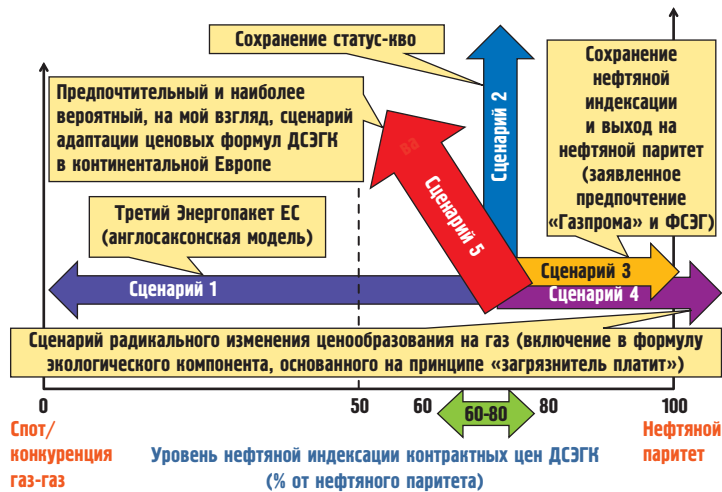 Сохранение статус-кво
Сохранение
нефтяной
индексации
и выход на
нефтяной паритет
(заявленное
предпочтение
«Газпрома» и ФСЭГ)
Предпочтительный и наиболее
вероятный, на мой взгляд, сценарий
адаптации ценовых формул ДСЭГК
в континентальной Европе
Сценарий 2
ва
Сценарий 5
Третий Энергопакет ЕС
(англосаксонская модель)
Сценарий 1
Сценарий 3
Сценарий 4
Сценарий радикального изменения ценообразования на газ (включение в формулу
экологического компонента, основанного на принципе «загрязнитель платит»)
0
50
60
60-80
80
100
Спот/
конкуренция
газ-газ
Уровень нефтяной индексации контрактных цен ДСЭГК
(% от нефтяного паритета)
Нефтяной
паритет